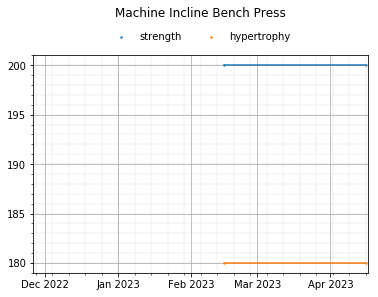 Machine Incline Bench Press
strength hypertrophy
200
195
190
185
180
Dec 2022 Jan 2023 Feb 2023 Mar 2023 Apr 2023